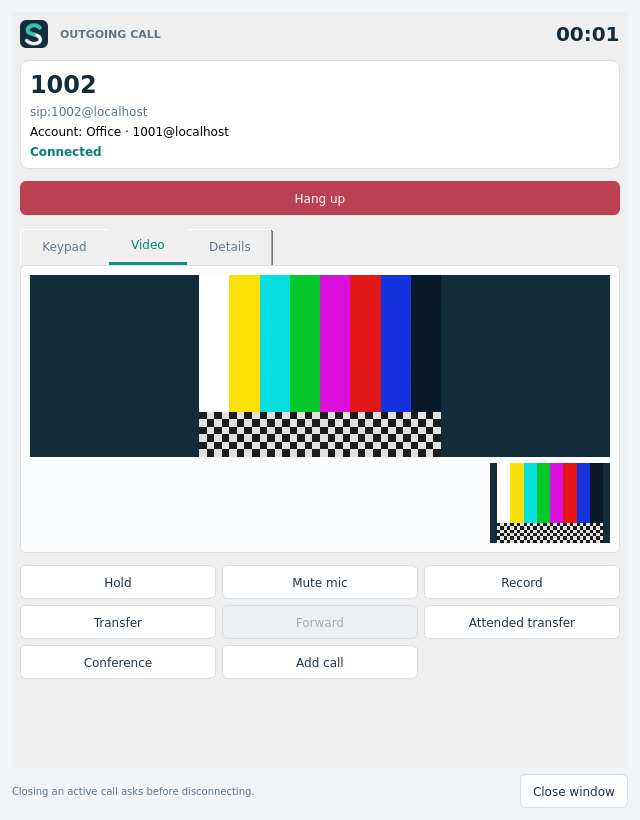 OUTGOING CALL
00:01
1002
sip:1002@localhost
Account: Office · 1001@localhost
Connected
Hang up
Keypad
Video
Details
Hold
Mute mic
Record
Transfer
Forward
Attended transfer
Conference
Add call
Closing an active call asks before disconnecting.
Close window